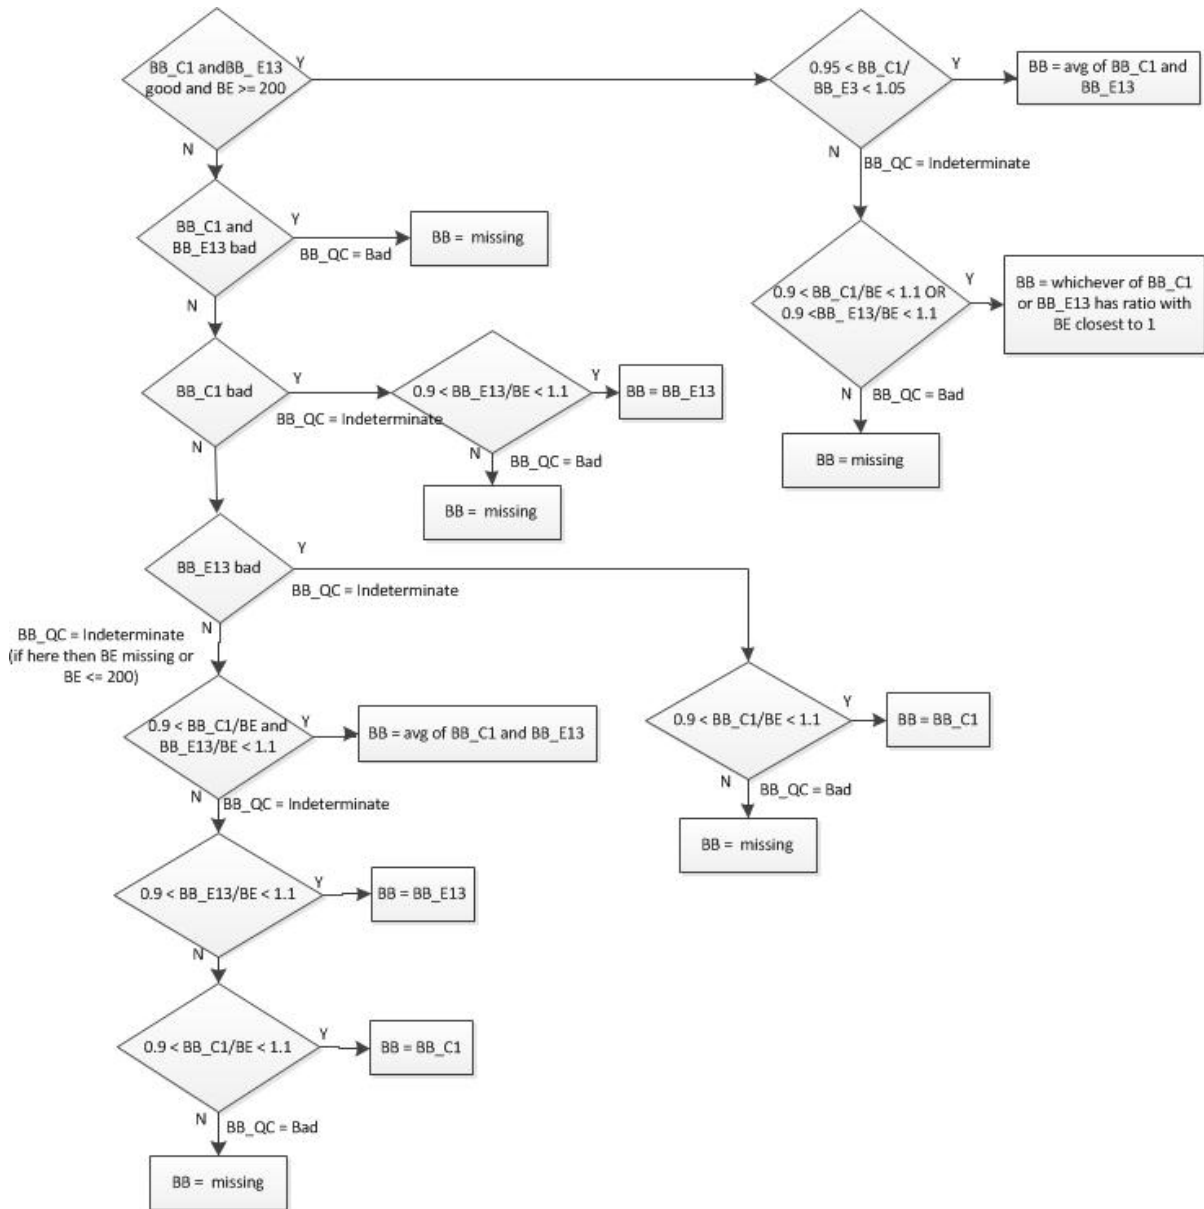 BB_C1 andBB_ E13
good and BE >= 200
Y
N
0.95 < BB_C1/
BB_E3 < 1.05
Y
BB = avg of BB_C1 and
BB_E13
N
BB_QC = Indeterminate
BB_C1 and
BB_E13 bad
Y
BB_QC = Bad
BB = missing
N
0.9 < BB_C1/BE < 1.1 OR
0.9 <BB_ E13/BE < 1.1
Y
BB = whichever of BB_C1
or BB_E13 has ratio with
BE closest to 1
N
BB_QC = Bad
BB = missing
BB_C1 bad
Y
BB_QC = Indeterminate
0.9 < BB_E13/BE < 1.1
Y
BB = BB_E13
N
BB_QC = Bad
BB = missing
N
BB_E13 bad
Y
BB_QC = Indeterminate
N
BB_QC = Indeterminate
(if here then BE missing or
BE <= 200)
0.9 < BB_C1/BE < 1.1
Y
BB = BB_C1
N
BB_QC = Bad
BB = missing
0.9 < BB_C1/BE and
BB_E13/BE < 1.1
Y
BB = avg of BB_C1 and BB_E13
N
BB_QC = Indeterminate
0.9 < BB_E13/BE < 1.1
Y
BB = BB_E13
N
0.9 < BB_C1/BE < 1.1
Y
BB = BB_C1
N
BB_QC = Bad
BB = missing